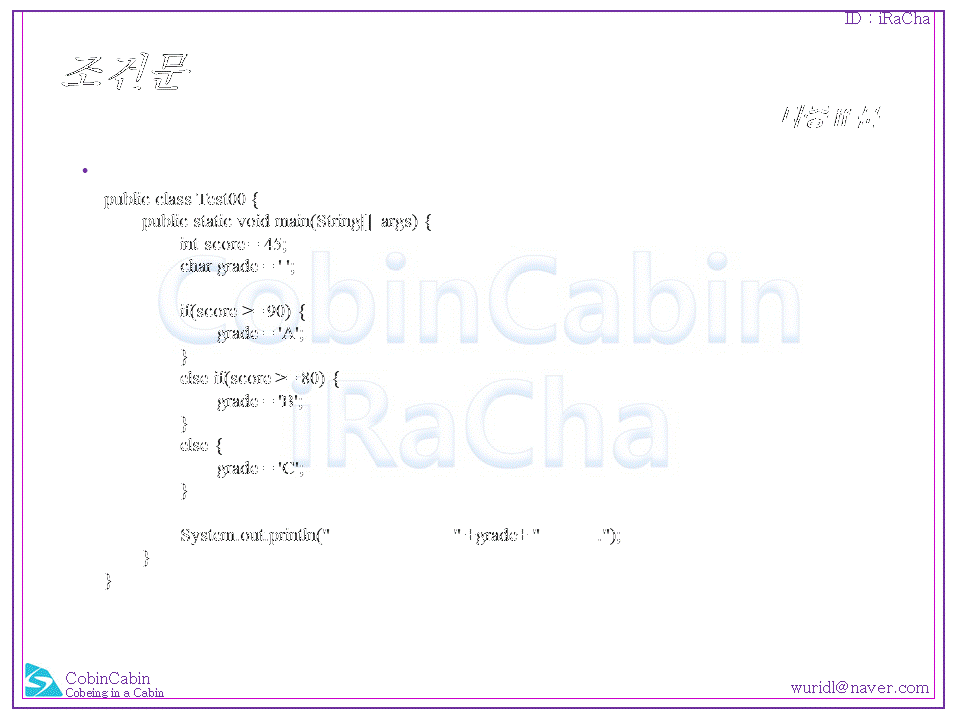 ID : iRaCha
조건문
다중 if 문
•
public class Test00 {
public static void main(String[] args) {
int score = 45;
char grade = ' ';
if(score >= 90) {
grade = 'A';
}
else if(score >= 80) {
grade = 'B';
}
else {
grade = 'C';
}
System.out.println(" "+grade+" .");
}
}
CobinCabin
iRaCha
CobinCabin
Cobeing in a Cabin
wuridl@naver.com